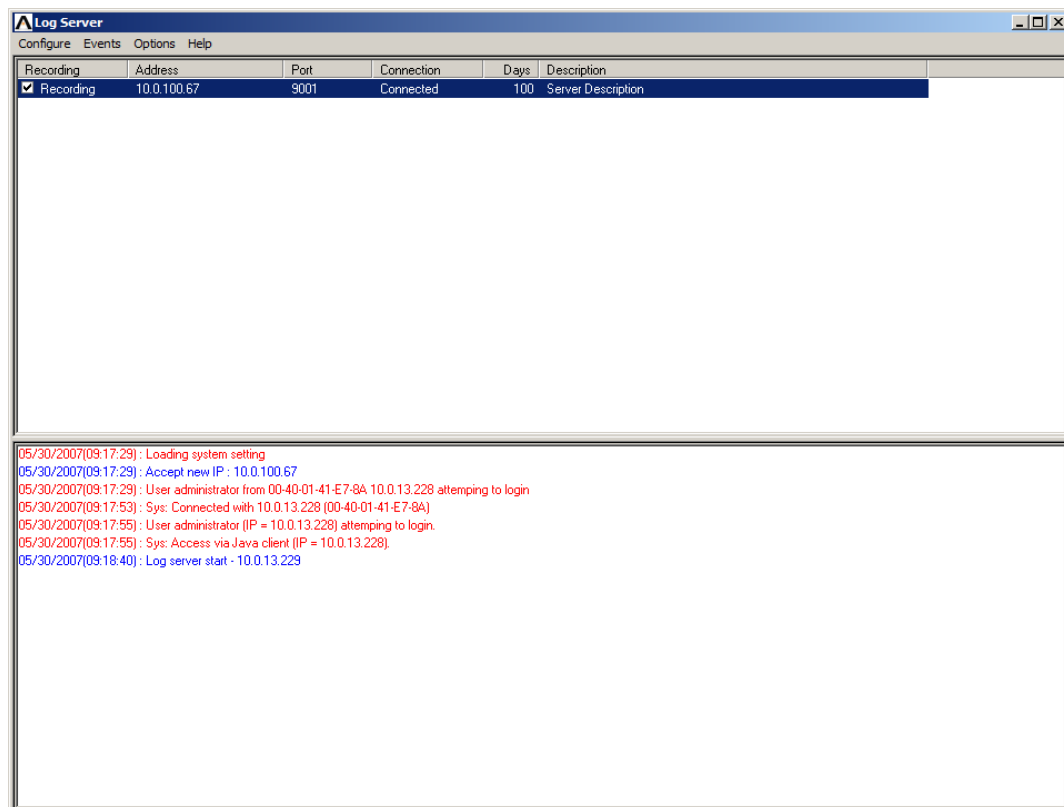 Log Server
Configure Events Options Help
Recording Address Port Connection Days Description
Recording 10.0.100.67 9001 Connected 100 Server Description
05/30/2007(09:17:29) : Loading system setting
05/30/2007(09:17:29) : Accept new IP : 10.0.100.67
05/30/2007(09:17:29) : User administrator from 00-40-01-41-E7-8A 10.0.13.228 attemping to login
05/30/2007(09:17:53) : Sys: Connected with 10.0.13.228 (00-40-01-41-E7-8A)
05/30/2007(09:17:55) : User administrator (IP = 10.0.13.228) attemping to login.
05/30/2007(09:17:55) : Sys: Access via Java client (IP = 10.0.13.228).
05/30/2007(09:18:40) : Log server start - 10.0.13.229